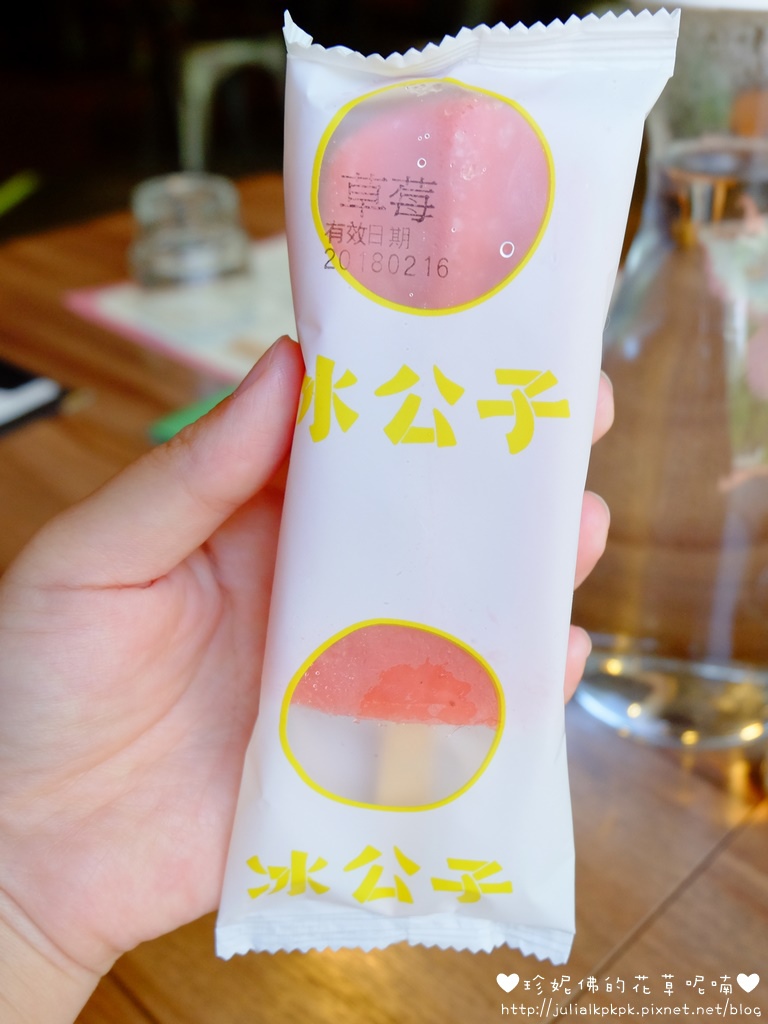 草莓
有效日期
20180216
冰公子
冰公子
♥珍妮佛的花草呢喃♥
http://julialkpkpk.pixnet.net/blog